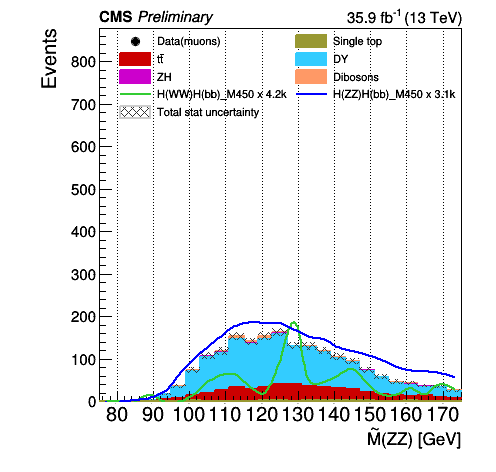 CMS Preliminary 35.9 fb⁻¹ (13 TeV)
Data(muons) Single top
tt̄ DY
ZH Dibosons
H(WW)H(bb)_M450 x 4.2k H(ZZ)H(bb)_M450 x 3.1k
Total stat uncertainty
Events
800
700
600
500
400
300
200
100
0
80 90 100 110 120 130 140 150 160 170
M̃(ZZ) [GeV]